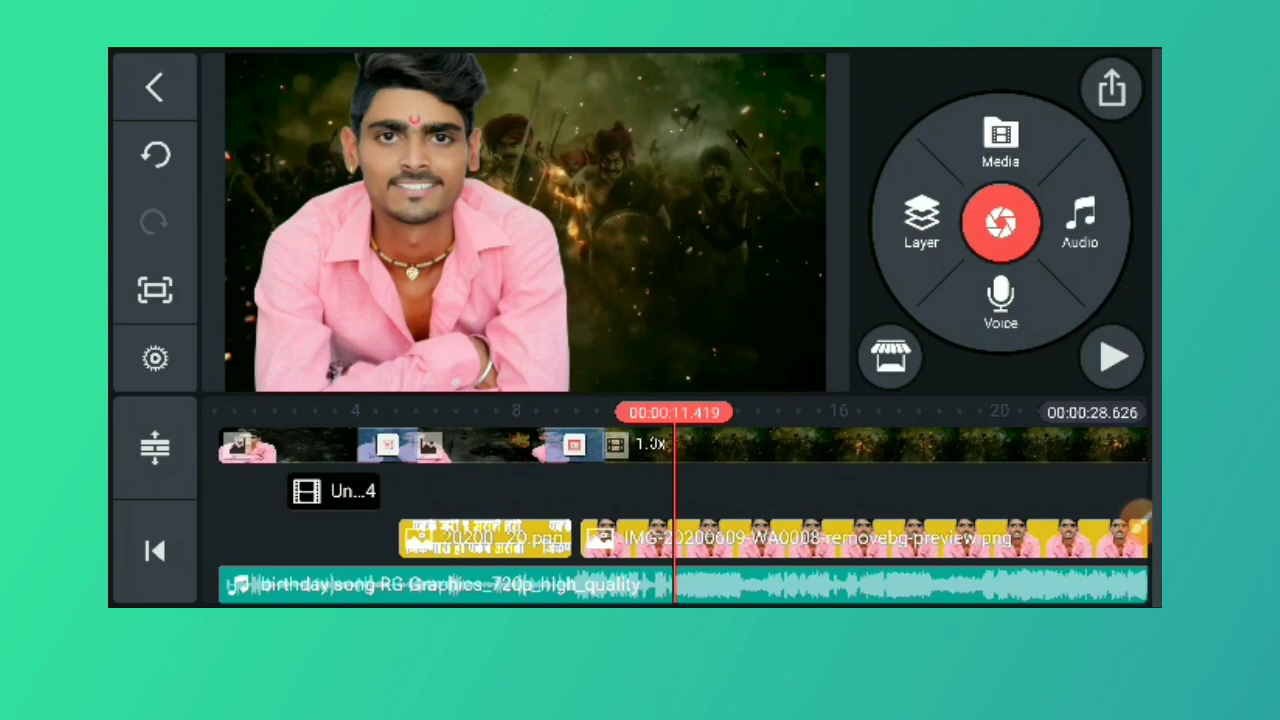 Media
Layer
Audio
Voice
4
8
00:00:11.419
16
20
00:00:28.626
1.0x
Un...4
IMG-20200609-WA0008-removebg-preview.png
birthday song RG Graphics_720p_high_quality